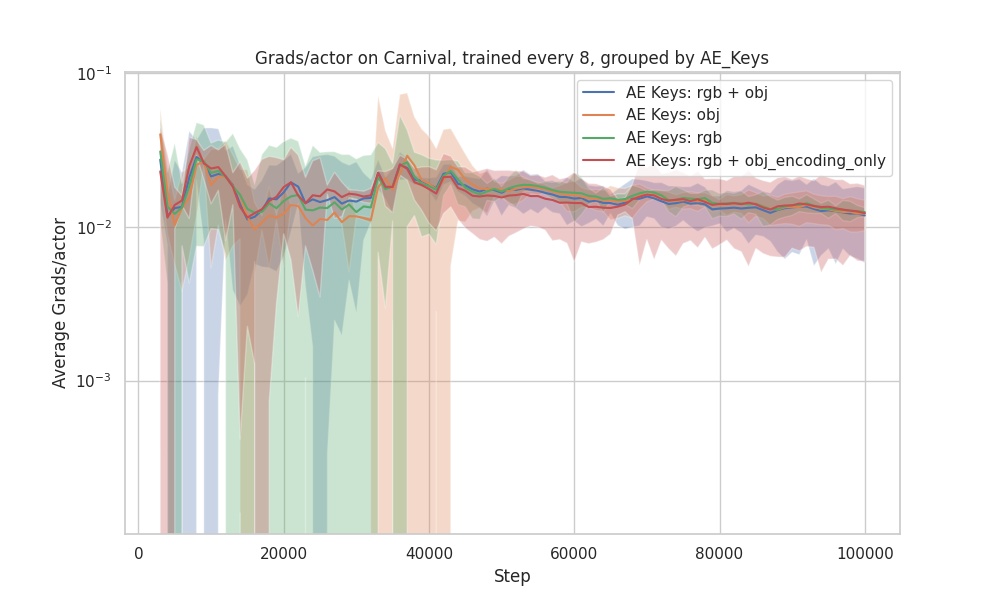 Grads/actor on Carnival, trained every 8, grouped by AE_Keys
AE Keys: rgb + obj
AE Keys: obj
AE Keys: rgb
AE Keys: rgb + obj_encoding_only
Average Grads/actor
10⁻¹
10⁻²
10⁻³
0 20000 40000 60000 80000 100000
Step